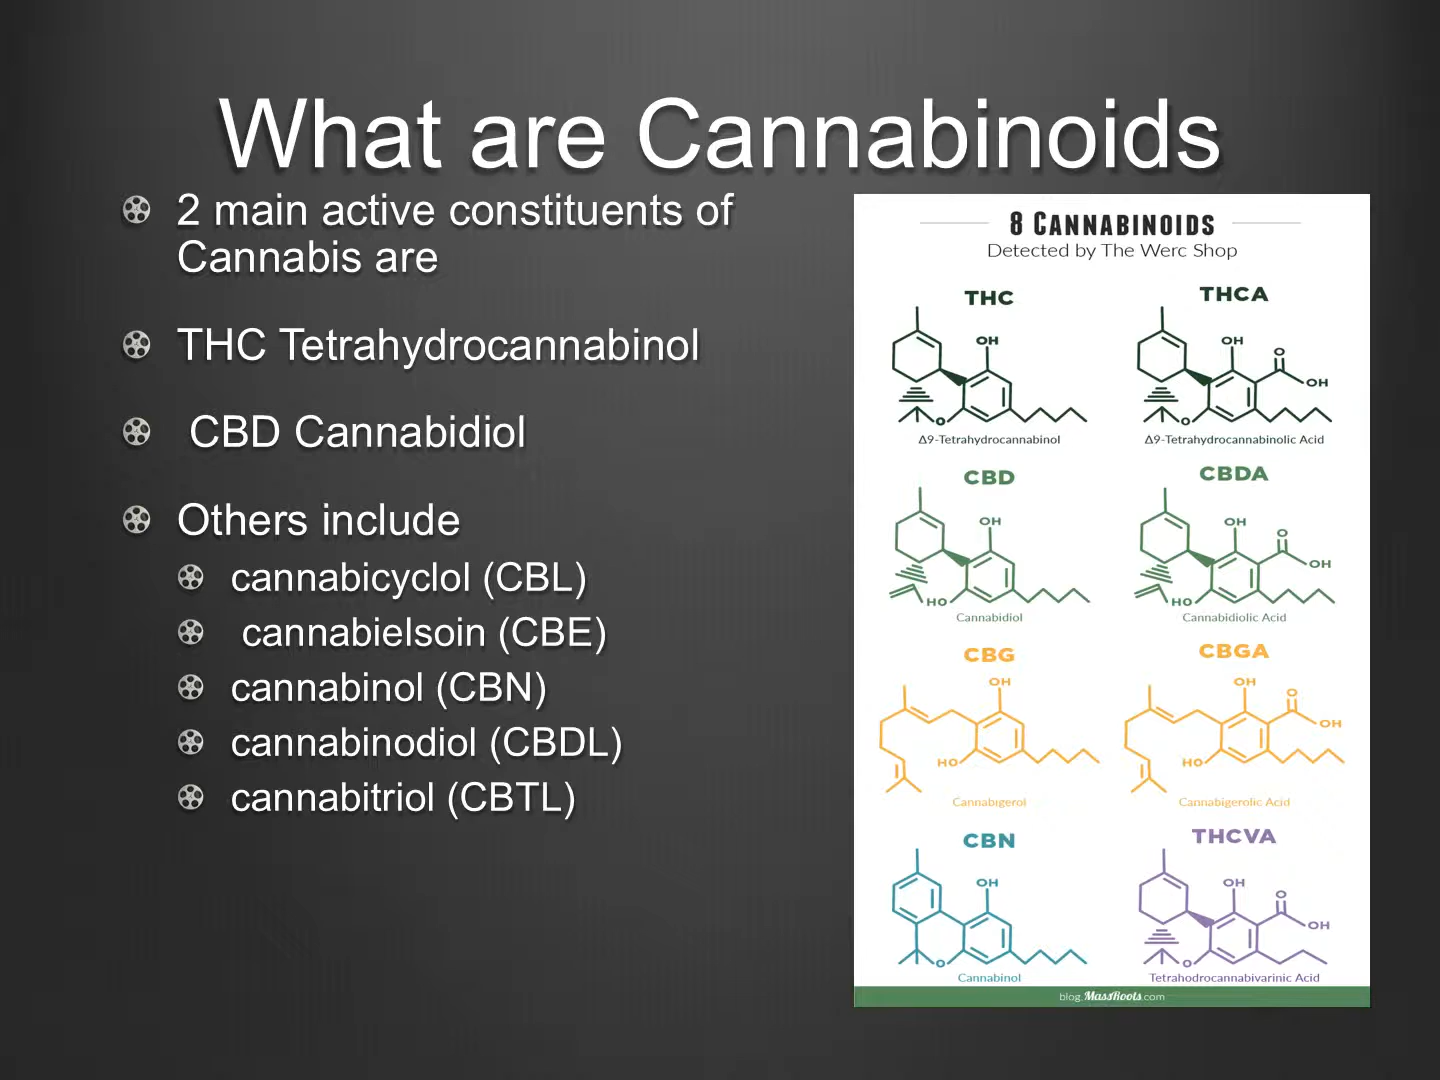 What are Cannabinoids
2 main active constituents of
Cannabis are
THC Tetrahydrocannabinol
CBD Cannabidiol
Others include
cannabicyclol (CBL)
cannabielsoin (CBE)
cannabinol (CBN)
cannabinodiol (CBDL)
cannabitriol (CBTL)
8 CANNABINOIDS
Detected by The Werc Shop
THC
OH
O
Δ9-Tetrahydrocannabinol
THCA
OH
O
OH
O
Δ9-Tetrahydrocannabinolic Acid
CBD
OH
HO
Cannabidiol
CBDA
OH
O
OH
HO
Cannabidiolic Acid
CBG
OH
HO
Cannabigerol
CBGA
OH
O
OH
HO
Cannabigerolic Acid
CBN
OH
O
Cannabinol
THCVA
OH
O
OH
O
Tetrahodrocannabivarinic Acid
blog.MassRoots.com